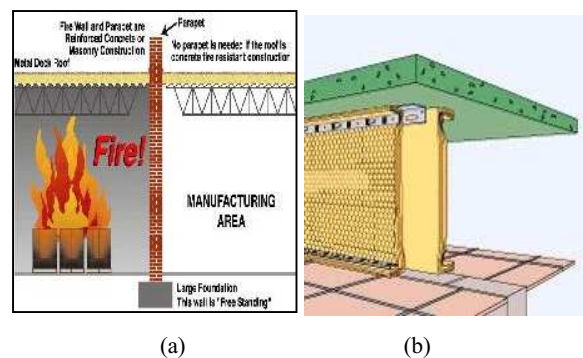 Fire Wall and Parapet are
Reinforced Concrete or
Masonry Construction
Parapet
No parapet is needed if the roof is
concrete fire resistant construction
Metal Deck Roof
Fire!
MANUFACTURING
AREA
Large Foundation
This wall is "Free Standing"
(a)
(b)